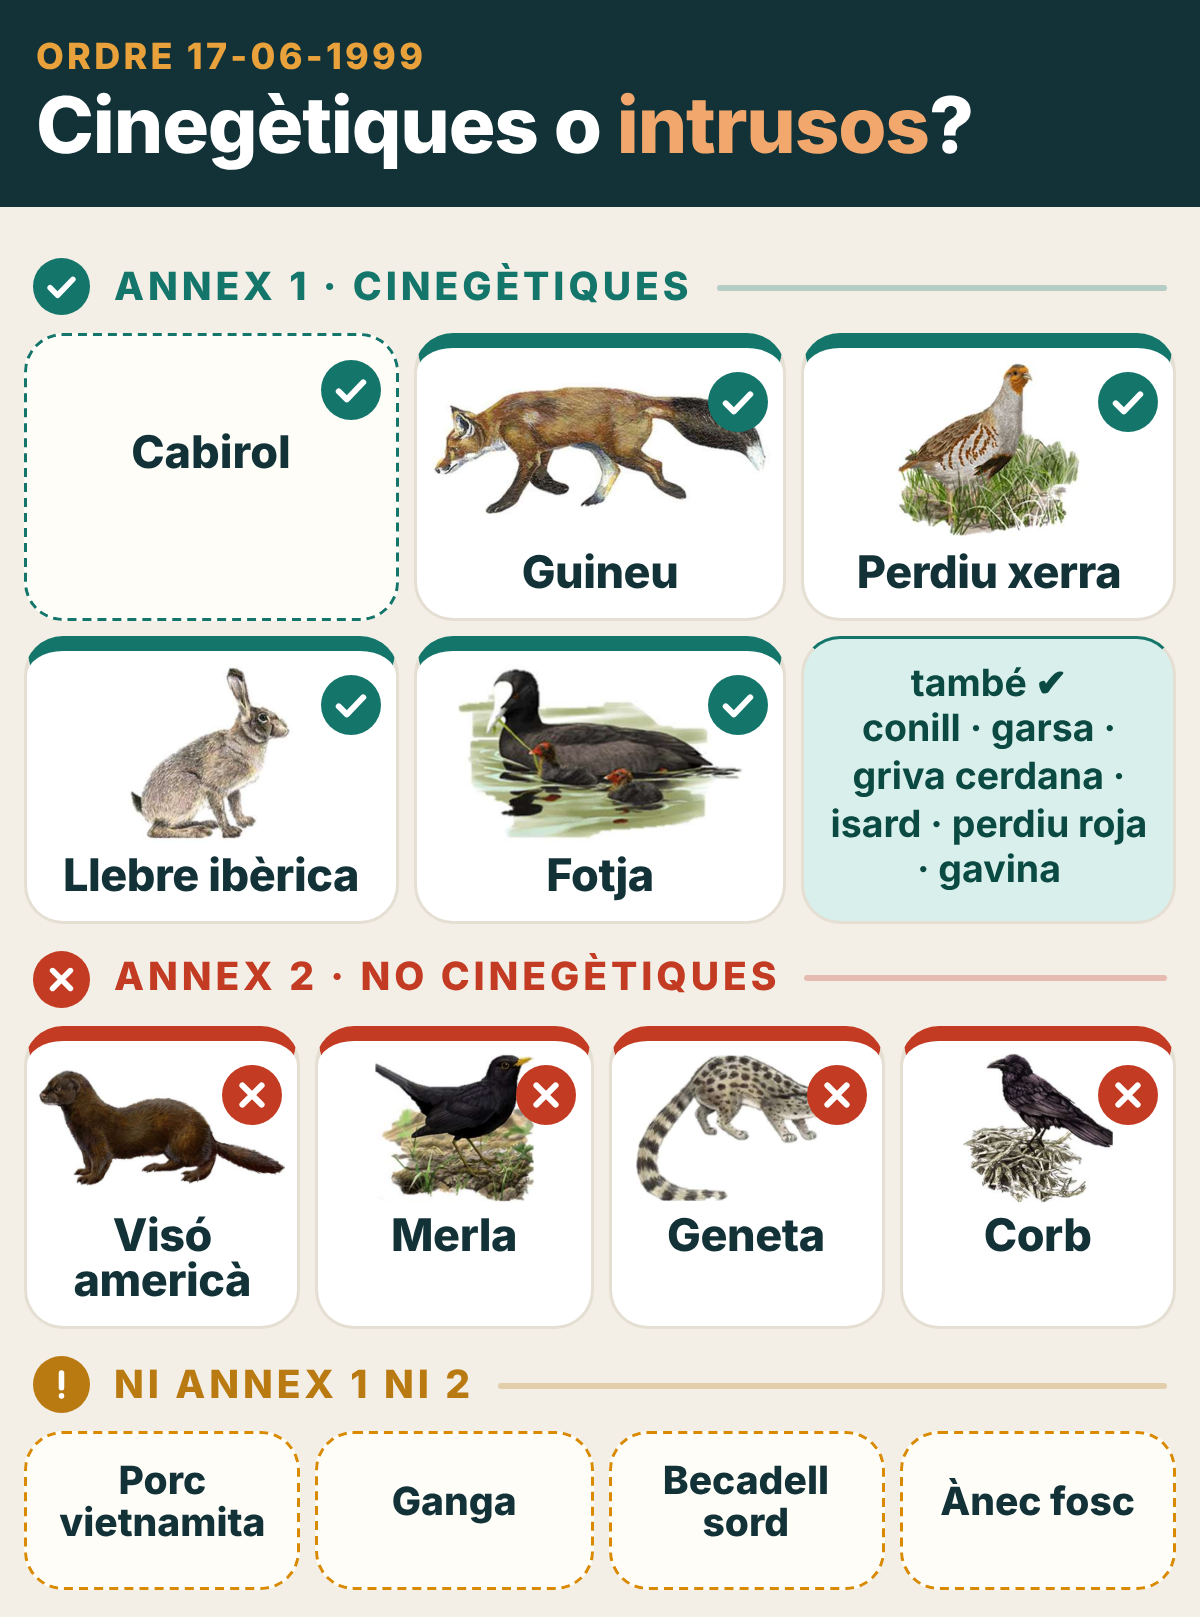 ORDRE 17-06-1999
Cinegètiques o intrusos?
ANNEX 1 · CINEGÈTIQUES
Cabirol
Guineu
Perdiu xerra
Llebre ibèrica
Fotja
també ✔
conill · garsa ·
griva cerdana ·
isard · perdiu roja
· gavina
ANNEX 2 · NO CINEGÈTIQUES
Visó
americà
Merla
Geneta
Corb
NI ANNEX 1 NI 2
Porc
vietnamita
Ganga
Becadell
sord
Ànec fosc